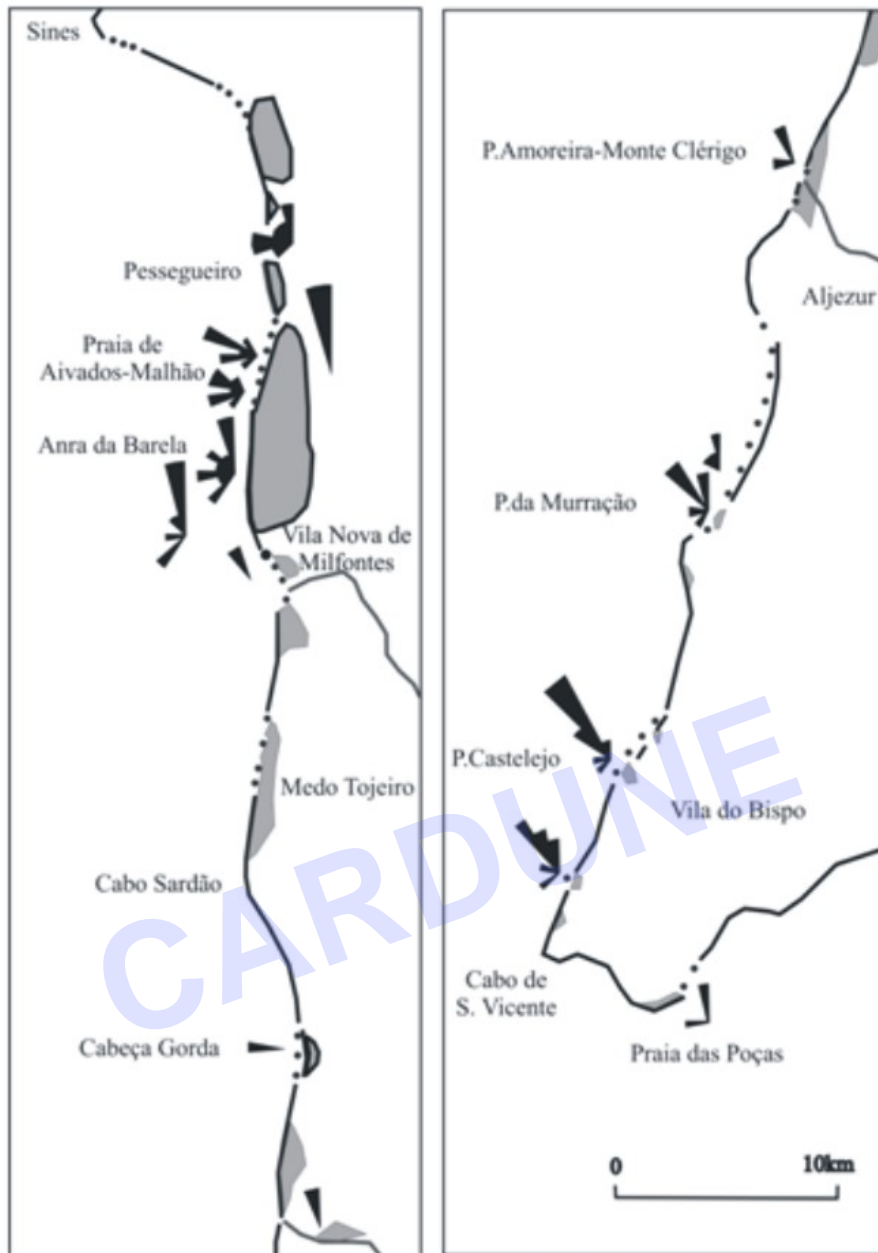 Sines
Pessegueiro
Praia de
Aivados-Malhão
Anra da Barela
Vila Nova de
Milfontes
Medo Tojeiro
Cabo Sardão
Cabeça Gorda
P.Amoreira-Monte Clérigo
Aljezur
P.da Murração
P.Castelejo
Vila do Bispo
Cabo de
S. Vicente
Praia das Poças
0 10km
CARDUNE